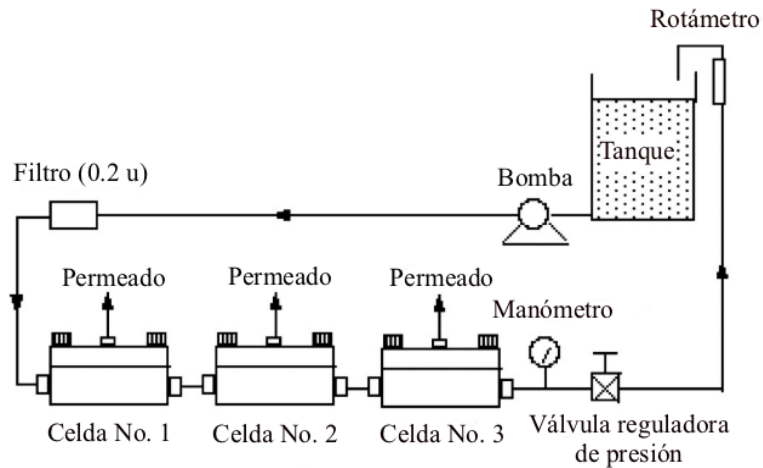 Rotámetro
Tanque
Bomba
Filtro (0.2 u)
Permeado
Permeado
Permeado
Manómetro
Celda No. 1
Celda No. 2
Celda No. 3
Válvula reguladora
de presión